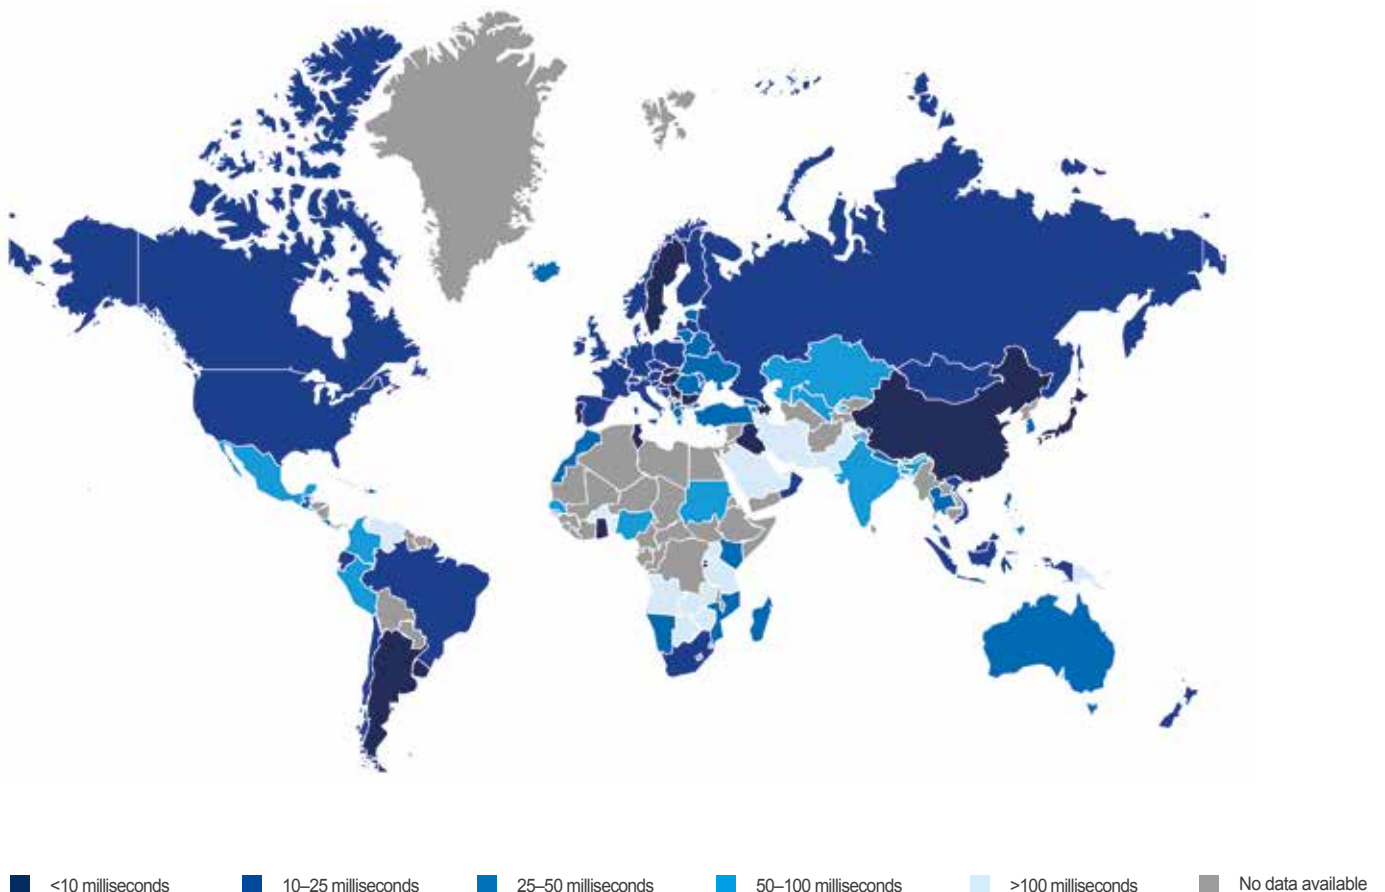 <10 milliseconds
10–25 milliseconds
25–50 milliseconds
50–100 milliseconds
>100 milliseconds
No data available